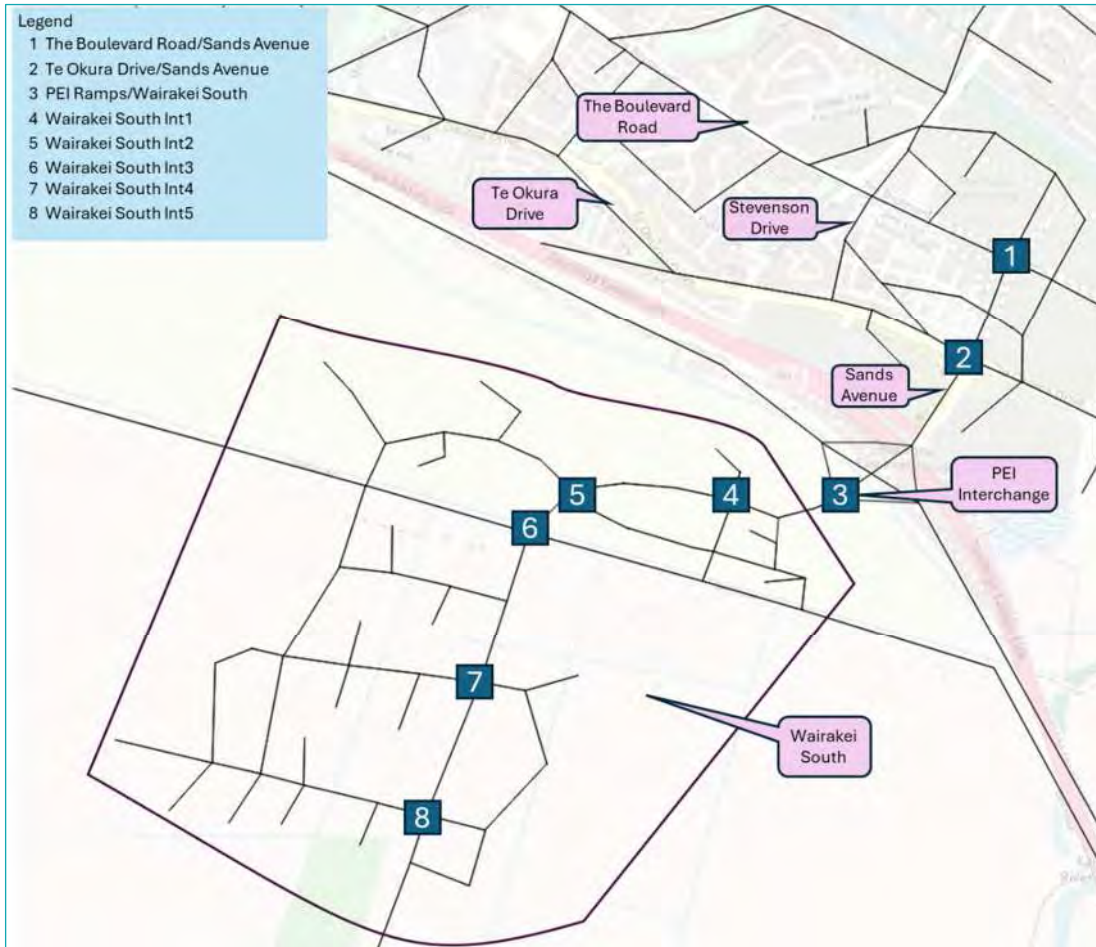 Legend
1 The Boulevard Road/Sands Avenue
2 Te Okura Drive/Sands Avenue
3 PEI Ramps/Wairakei South
4 Wairakei South Int1
5 Wairakei South Int2
6 Wairakei South Int3
7 Wairakei South Int4
8 Wairakei South Int5
The Boulevard
Road
Te Okura
Drive
Stevenson
Drive
1
2
Sands
Avenue
PEI
Interchange
3
4
5
6
7
Wairakei
South
8